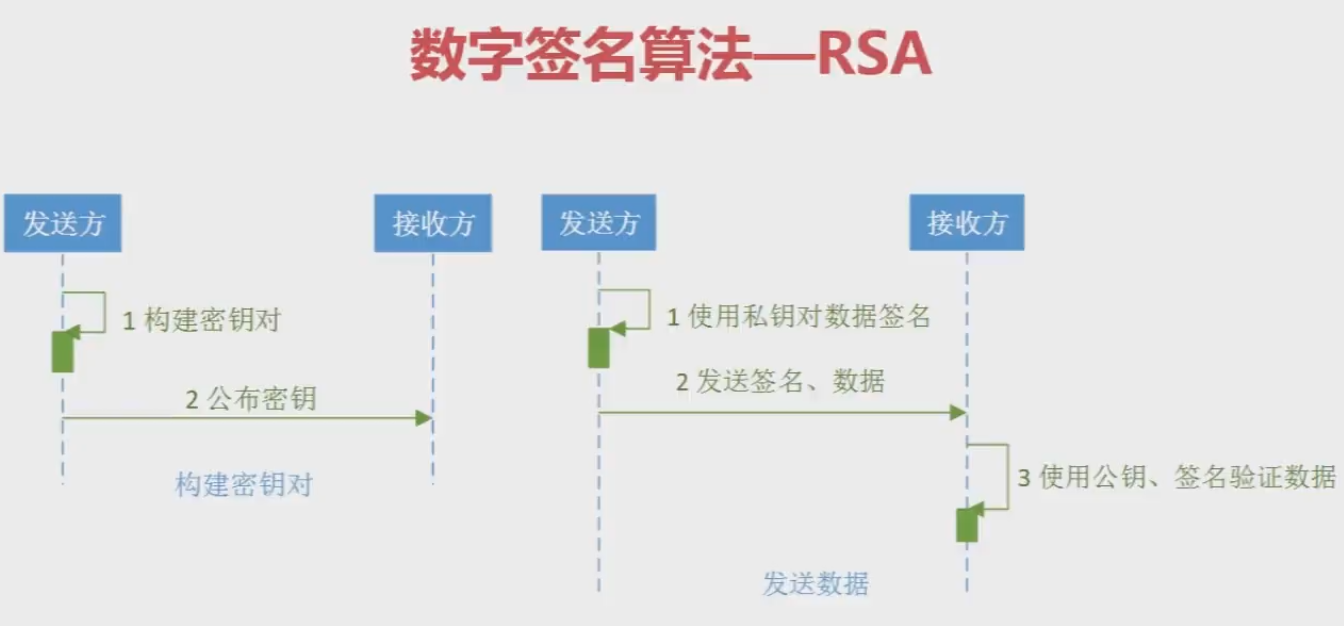 数字签名算法—RSA
发送方
接收方
1 构建密钥对
2 公布密钥
构建密钥对
发送方
接收方
1 使用私钥对数据签名
2 发送签名、数据
3 使用公钥、签名验证数据
发送数据